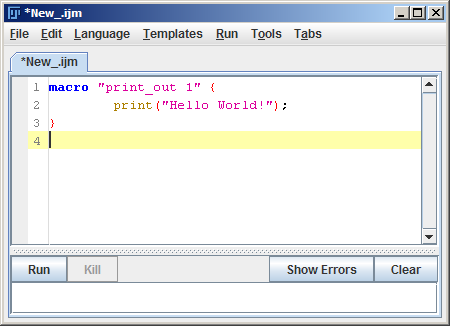 *New_.ijm
File Edit Language Templates Run Tools Tabs
*New_.ijm
1 macro "print_out 1" {
2 print("Hello World!");
3 }
4
Run Kill Show Errors Clear